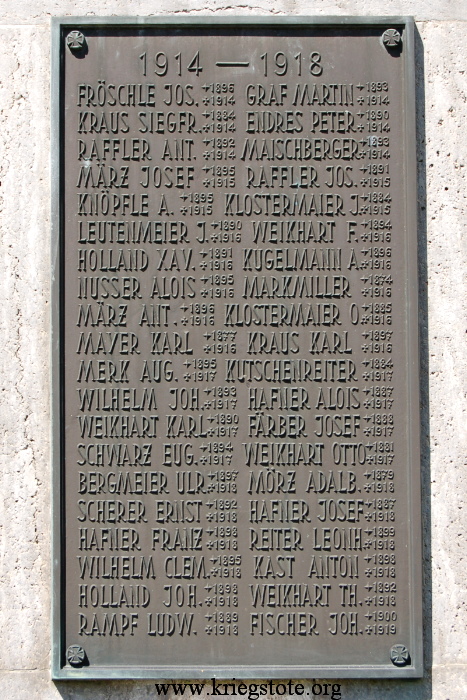 1914 — 1918
FRÖSCHLE JOS. *1896 +1914 GRAF MARTIN *1893 +1914
KRAUS SIEGFR. *1884 +1914 ENDRES PETER *1890 +1914
RAFFLER ANT. *1892 +1914 MAISCHBERGER *1893 +1914
MÄRZ JOSEF *1895 +1915 RAFFLER JOS. *1891 +1915
KNÖPFLE A. *1895 +1915 KLOSTERMAIER J. *1884 +1915
LEUTENMEIER J. *1890 +1916 WEIKHART F. *1894 +1916
HOLLAND XAV. *1891 +1916 KUGELMANN A. *1896 +1916
NUSSER ALOIS *1895 +1916 MARKMILLER *1874 +1916
MÄRZ ANT. *1896 +1916 KLOSTERMAIER O. *1885 +1916
MAYER KARL *1877 +1916 KRAUS KARL *1897 +1916
MERK AUG. *1895 +1917 KUTSCHENREITER *1884 +1917
WILHELM JOH. *1893 +1917 HAFNER ALOIS *1887 +1917
WEIKHART KARL *1890 +1917 FÄRBER JOSEF *1888 +1917
SCHWARZ EUG. *1894 +1917 WEIKHART OTTO *1881 +1917
BERGMEIER ULR. *1897 +1918 MÖRZ ADALB. *1879 +1918
SCHERER ERNST *1892 +1918 HAFNER JOSEF *1887 +1918
HAFNER FRANZ *1898 +1918 REITER LEONH. *1899 +1918
WILHELM CLEM. *1895 +1918 KAST ANTON *1898 +1918
HOLLAND JOH. *1898 +1918 WEIKHART TH. *1892 +1918
RAMPF LUDW. *1889 +1918 FISCHER JOH. *1900 +1919
www.kriegstote.org